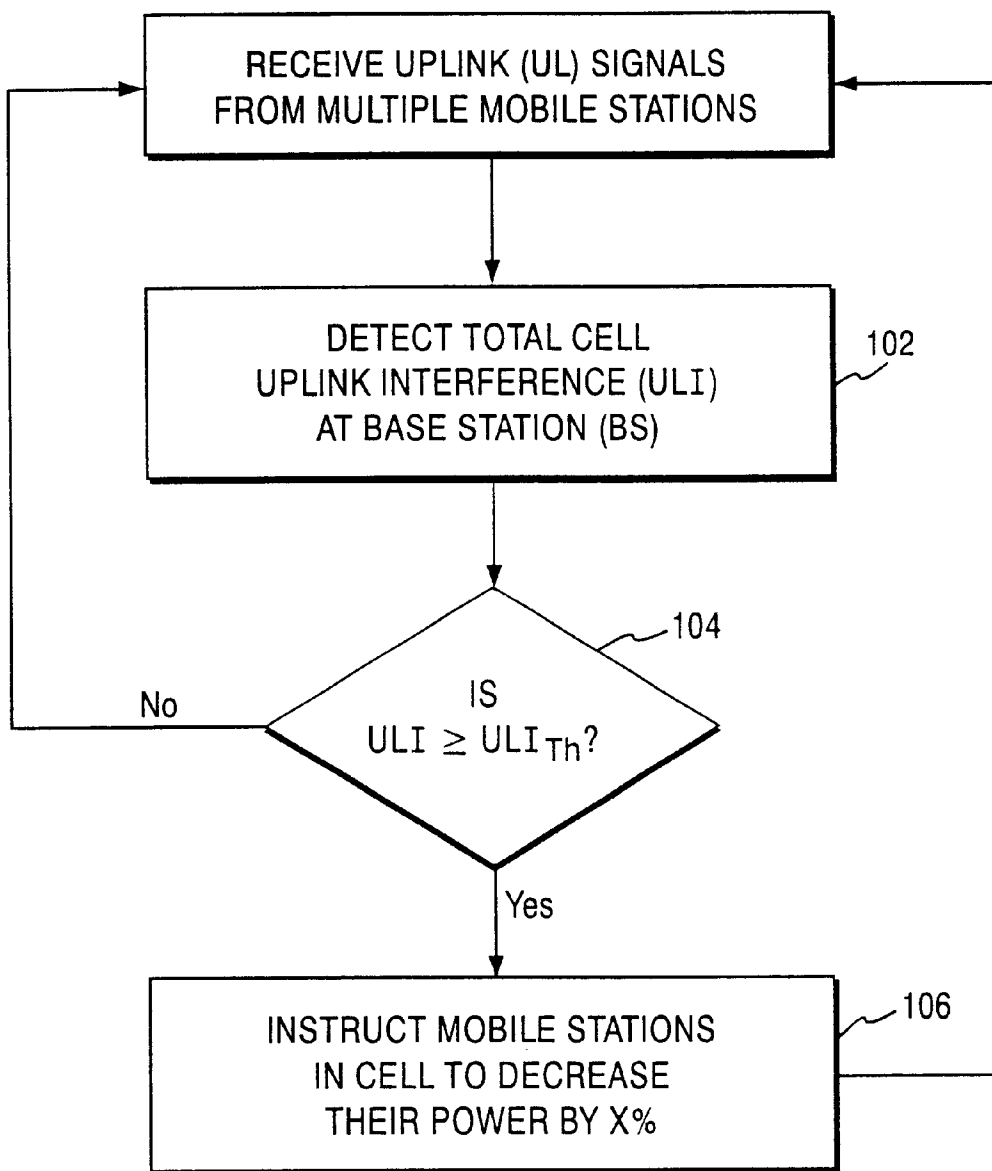 RECEIVE UPLINK (UL) SIGNALS
FROM MULTIPLE MOBILE STATIONS
DETECT TOTAL CELL
UPLINK INTERFERENCE (ULI)
AT BASE STATION (BS)
102
104
IS
ULI ≥ ULI_Th?
No
Yes
INSTRUCT MOBILE STATIONS
IN CELL TO DECREASE
THEIR POWER BY X%
106